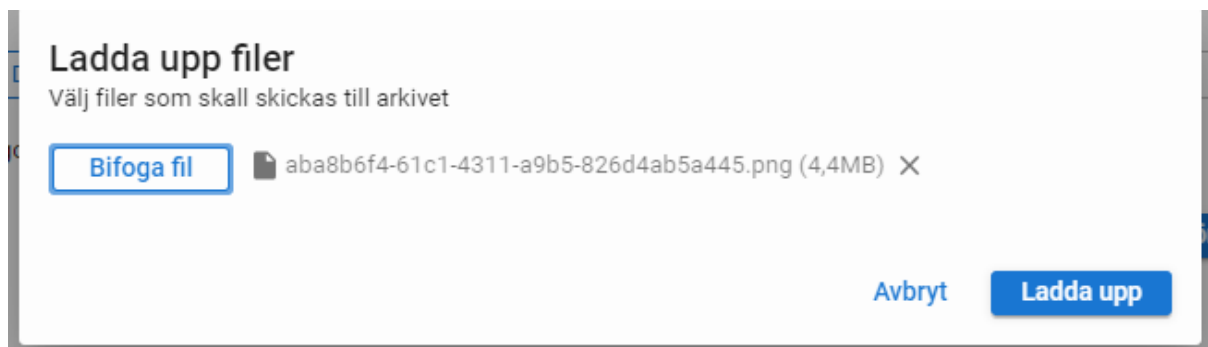 Ladda upp filer
Välj filer som skall skickas till arkivet
Bifoga fil aba8b6f4-61c1-4311-a9b5-826d4ab5a445.png (4,4MB)
Avbryt Ladda upp